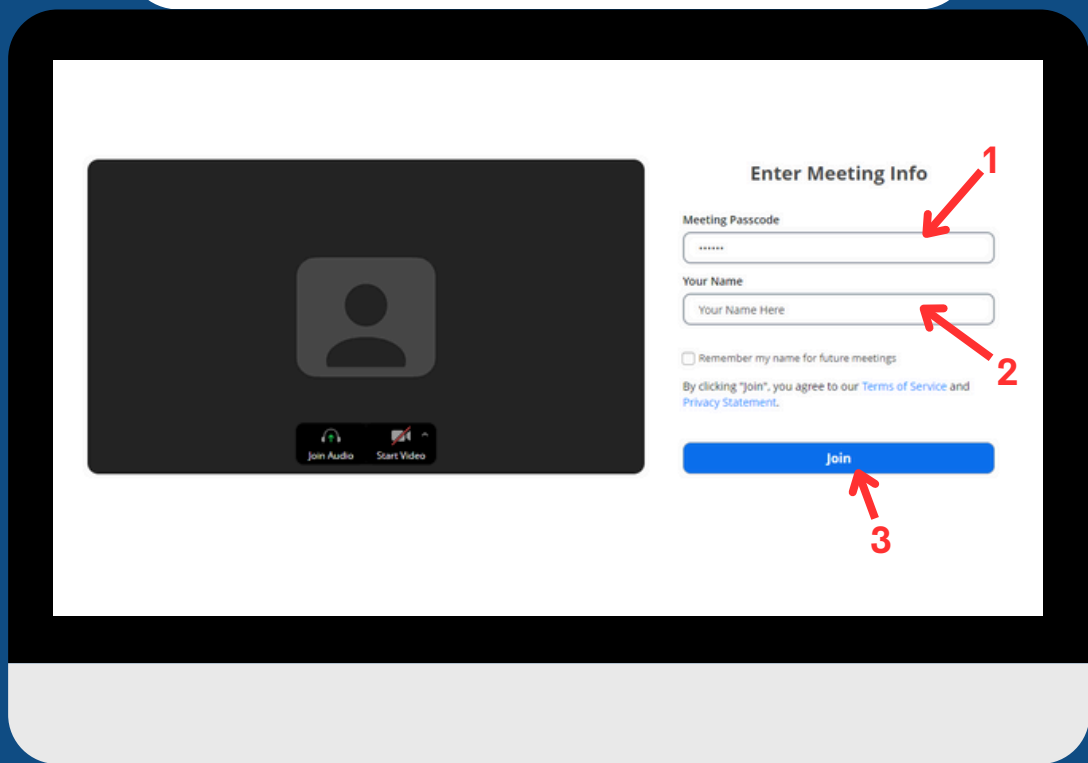 Enter Meeting Info
1
Meeting Passcode
······
Your Name
Your Name Here
2
Remember my name for future meetings
By clicking "Join", you agree to our Terms of Service and
Privacy Statement.
Join Audio Start Video
Join
3